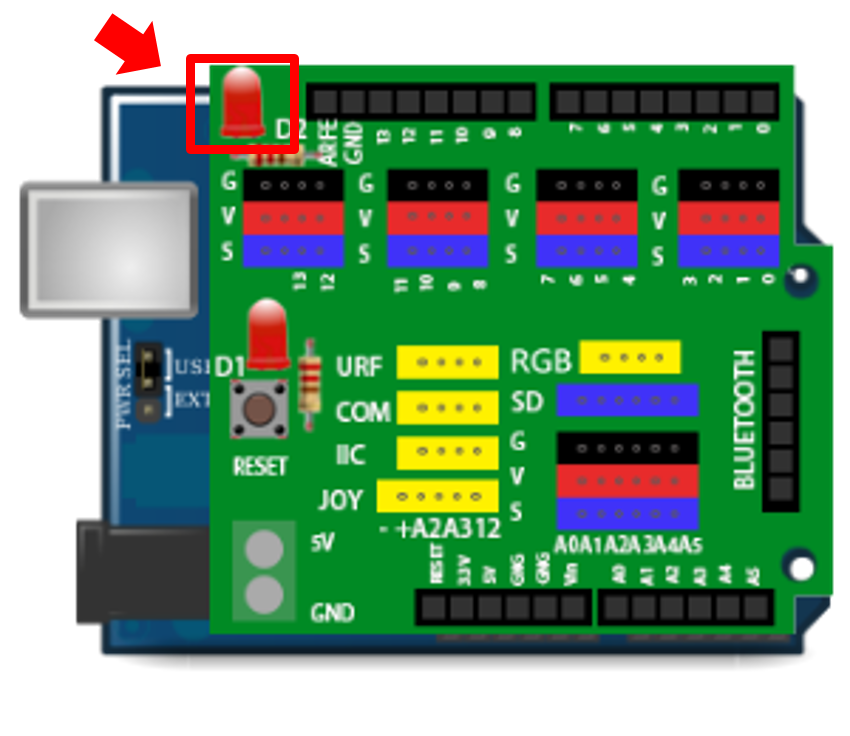 D2
ARFE
GND
13 12 11 10 9 8
7 6 5 4 3 2 1 0
G G G G
V V V V
S S S S
13 12
11 10 9 8
7 6 5 4
3 2 1 0
D1
URF
RGB
PWR SEL
USB
EXT
COM
SD
RESET
IIC
G
V
S
BLUETOOTH
JOY
- +A2A312
5V
A0A1A2A3A4A5
RESET 3.3V 5V GNG GNG Vin
A0 A1 A2 A3 A4 A5
GND